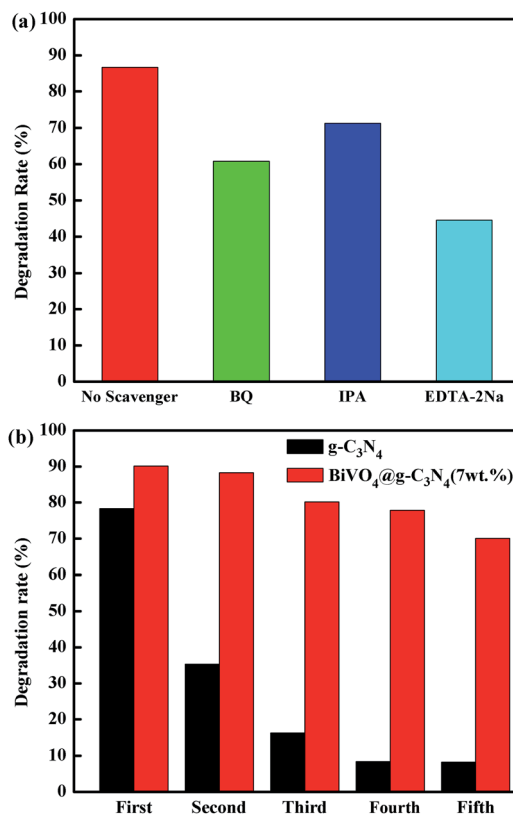 (a)
100
90
80
70
60
50
40
30
20
10
0
Degradation Rate (%)
No Scavenger BQ IPA EDTA-2Na
(b)
100
90
80
70
60
50
40
30
20
10
0
Degradation rate (%)
g-C₃N₄
BiVO₄@g-C₃N₄(7wt.%)
First Second Third Fourth Fifth